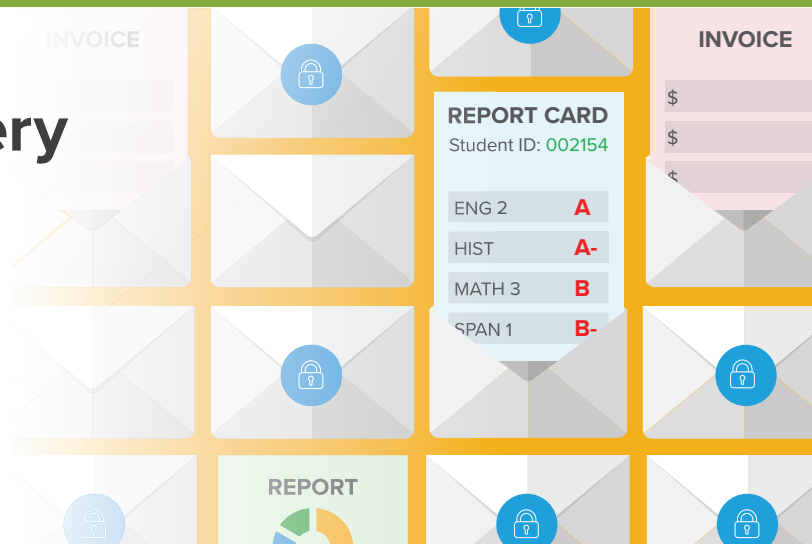 INVOICE
ery
REPORT CARD
Student ID: 002154
ENG 2 A
HIST A-
MATH 3 B
SPAN 1 B-
INVOICE
$
$
$
REPORT